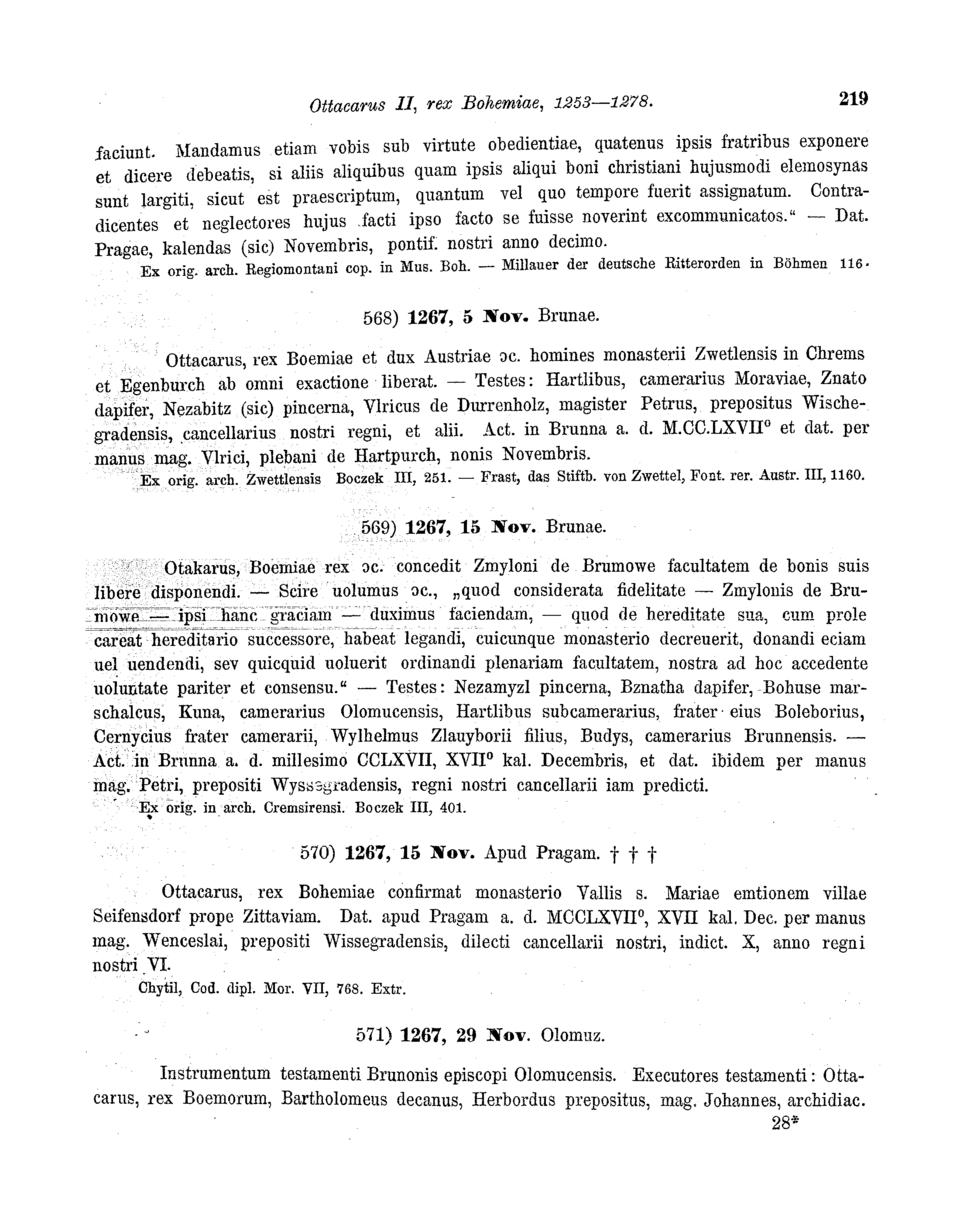 Ottacarus II, rex Bohemiae, 1253—1278. 219
faciunt. Mandamus etiam vobis sub virtute obedientiae, quatenus ipsis fratribus exponere
et dicere debeatis, si aliis aliquibus quam ipsis aliqui boni christiani hujusmodi elemosynas
sunt largiti, sicut est praescriptum, quantum vel quo tempore fuerit assignatum. Contra-
dicentes et neglectores hujus facti ipso facto se fuisse noverint excommunicatos.“ — Dat.
Pragae, kalendas (sic) Novembris, pontif. nostri anno decimo.
Ex orig. arch. Regiomontani cop. in Mus. Boh. — Millauer der deutsche Ritterorden in Böhmen 116.
568) 1267, 5 Nov. Brunae.
Ottacarus, rex Boemiae et dux Austriae ɔc. homines monasterii Zwetlensis in Chrems
et Egenburch ab omni exactione liberat. — Testes: Hartlibus, camerarius Moraviae, Znato
dapifer, Nezabitz (sic) pincerna, Vlricus de Durrenholz, magister Petrus, prepositus Wische-
gradensis, cancellarius nostri regni, et alii. Act. in Brunna a. d. M.CC.LXVII⁰ et dat. per
manus mag. Vlrici, plebani de Hartpurch, nonis Novembris.
Ex orig. arch. Zwettlensis Boczek III, 251. — Frast, das Stiftb. von Zwettel, Font. rer. Austr. III, 1160.
569) 1267, 15 Nov. Brunae.
Otakarus, Boemiae rex ɔc. concedit Zmyloni de Brumowe facultatem de bonis suis
libere disponendi. — Scire uolumus ɔc., „quod considerata fidelitate — Zmylonis de Bru-
mowe — ipsi hanc graciam — duximus faciendam, — quod de hereditate sua, cum prole
careat hereditario successore, habeat legandi, cuicunque monasterio decreuerit, donandi eciam
uel uendendi, sev quicquid uoluerit ordinandi plenariam facultatem, nostra ad hoc accedente
uoluntate pariter et consensu.“ — Testes: Nezamyzl pincerna, Bznatha dapifer, Bohuse mar-
schalcus, Kuna, camerarius Olomucensis, Hartlibus subcamerarius, frater eius Boleborius,
Cernycius frater camerarii, Wylhelmus Zlauyborii filius, Budys, camerarius Brunnensis. —
Act. in Brunna a. d. millesimo CCLXVII, XVII⁰ kal. Decembris, et dat. ibidem per manus
mag. Petri, prepositi Wyssegradensis, regni nostri cancellarii iam predicti.
Ex orig. in arch. Cremsirensi. Boczek III, 401.
570) 1267, 15 Nov. Apud Pragam. † † †
Ottacarus, rex Bohemiae confirmat monasterio Vallis s. Mariae emtionem villae
Seifensdorf prope Zittaviam. Dat. apud Pragam a. d. MCCLXVII⁰, XVII kal. Dec. per manus
mag. Wenceslai, prepositi Wissegradensis, dilecti cancellarii nostri, indict. X, anno regni
nostri VI.
Chytil, Cod. dipl. Mor. VII, 768. Extr.
571) 1267, 29 Nov. Olomuz.
Instrumentum testamenti Brunonis episcopi Olomucensis. Executores testamenti: Otta-
carus, rex Boemorum, Bartholomeus decanus, Herbordus prepositus, mag. Johannes, archidiac.
28*